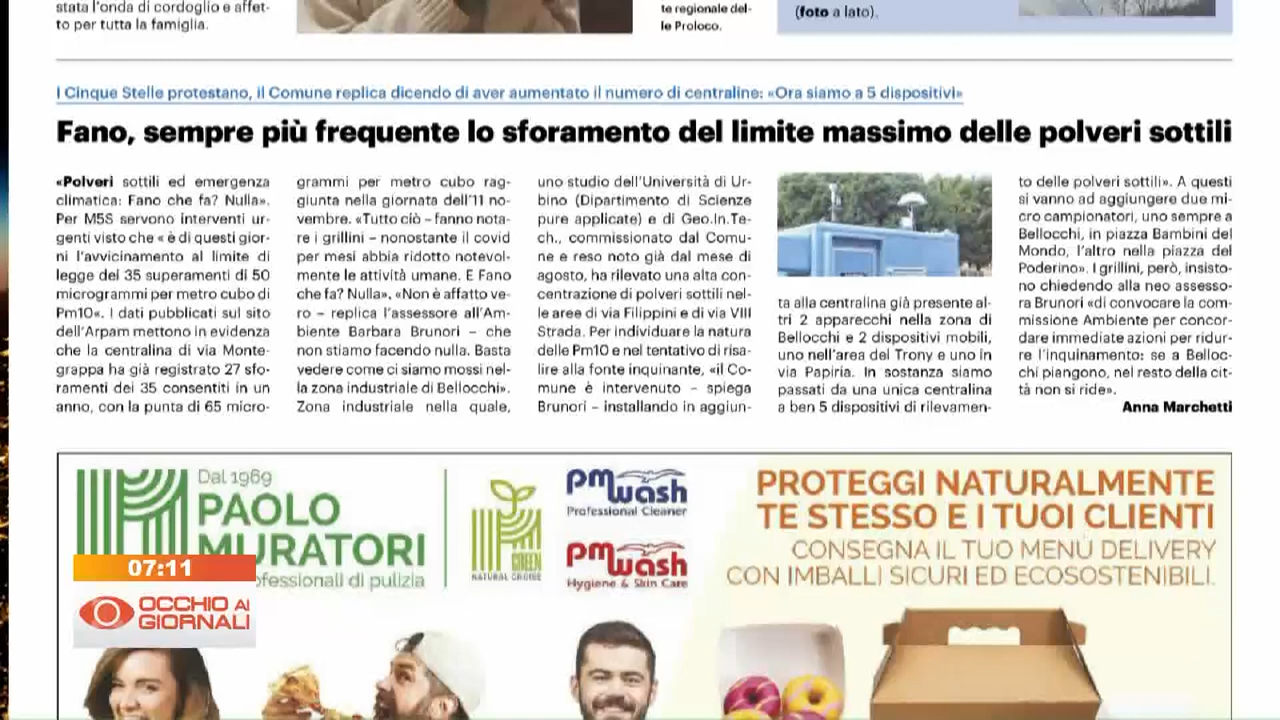 stata l'onda di cordoglio e affet-
to per tutta la famiglia.
te regionale del-
le Proloco.
(foto a lato).
I Cinque Stelle protestano, il Comune replica dicendo di aver aumentato il numero di centraline: «Ora siamo a 5 dispositivi»
Fano, sempre più frequente lo sforamento del limite massimo delle polveri sottili
«Polveri sottili ed emergenza
climatica: Fano che fa? Nulla».
Per M5S servono interventi ur-
genti visto che « è di questi gior-
ni l'avvicinamento al limite di
legge dei 35 superamenti di 50
microgrammi per metro cubo di
Pm10«. I dati pubblicati sul sito
dell'Arpam mettono in evidenza
che la centralina di via Monte-
grappa ha già registrato 27 sfo-
ramenti dei 35 consentiti in un
anno, con la punta di 65 micro-
grammi per metro cubo rag-
giunta nella giornata dell'11 no-
vembre. «Tutto ciò – fanno nota-
re i grillini – nonostante il covid
per mesi abbia ridotto notevol-
mente le attività umane. E Fano
che fa? Nulla». «Non è affatto ve-
ro – replica l'assessore all'Am-
biente Barbara Brunori – che
non stiamo facendo nulla. Basta
vedere come ci siamo mossi nel-
la zona industriale di Bellocchi».
Zona industriale nella quale,
uno studio dell'Università di Ur-
bino (Dipartimento di Scienze
pure applicate) e di Geo.In.Te-
ch., commissionato dal Comu-
ne e reso noto già dal mese di
agosto, ha rilevato una alta con-
centrazione di polveri sottili nel-
le aree di via Filippini e di via VIII
Strada. Per individuare la natura
delle Pm10 e nel tentativo di risa-
lire alla fonte inquinante, «il Co-
mune è intervenuto – spiega
Brunori – installando in aggiun-
ta alla centralina già presente al-
tri 2 apparecchi nella zona di
Bellocchi e 2 dispositivi mobili,
uno nell'area del Trony e uno in
via Papiria. In sostanza siamo
passati da una unica centralina
a ben 5 dispositivi di rilevamen-
to delle polveri sottili». A questi
si vanno ad aggiungere due mi-
cro campionatori, uno sempre a
Bellocchi, in piazza Bambini del
Mondo, l'altro nella piazza del
Poderino». I grillini, però, insisto-
no chiedendo alla neo assesso-
ra Brunori «di convocare la com-
missione Ambiente per concor-
dare immediate azioni per ridur-
re l'inquinamento: se a Belloc-
chi piangono, nel resto della cit-
tà non si ride».
Anna Marchetti
Dal 1969
PAOLO
MURATORI
ofessionali di pulizia
GREEN
NATURAL CHOISE
pm wash
Professional Cleaner
pm wash
Hygiene & Skin Care
PROTEGGI NATURALMENTE
TE STESSO E I TUOI CLIENTI
CONSEGNA IL TUO MENÙ DELIVERY
CON IMBALLI SICURI ED ECOSOSTENIBILI.
07:11
OCCHIO AI
GIORNALI